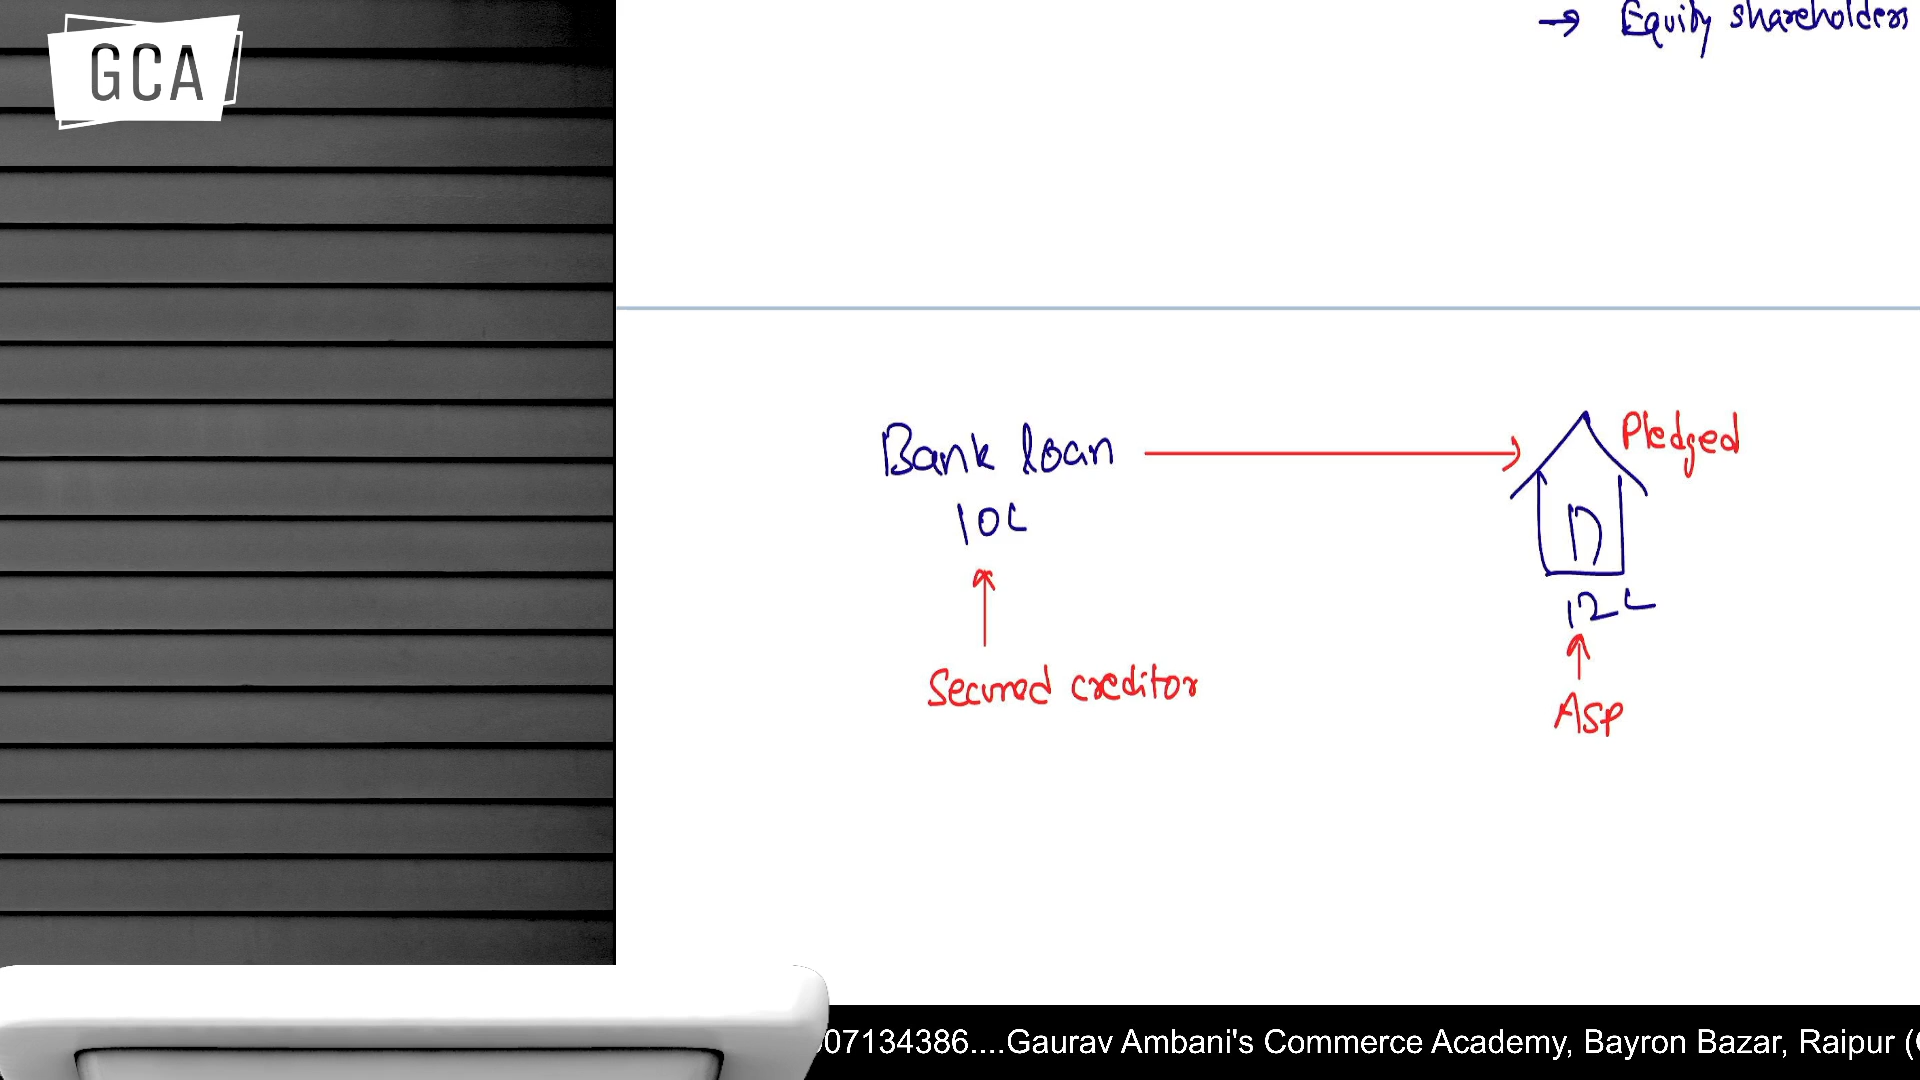 GCA
→ Equity shareholders
Bank loan → Pledged
10L
12L
Secured creditor
ASP
07134386....Gaurav Ambani's Commerce Academy, Bayron Bazar, Raipur (